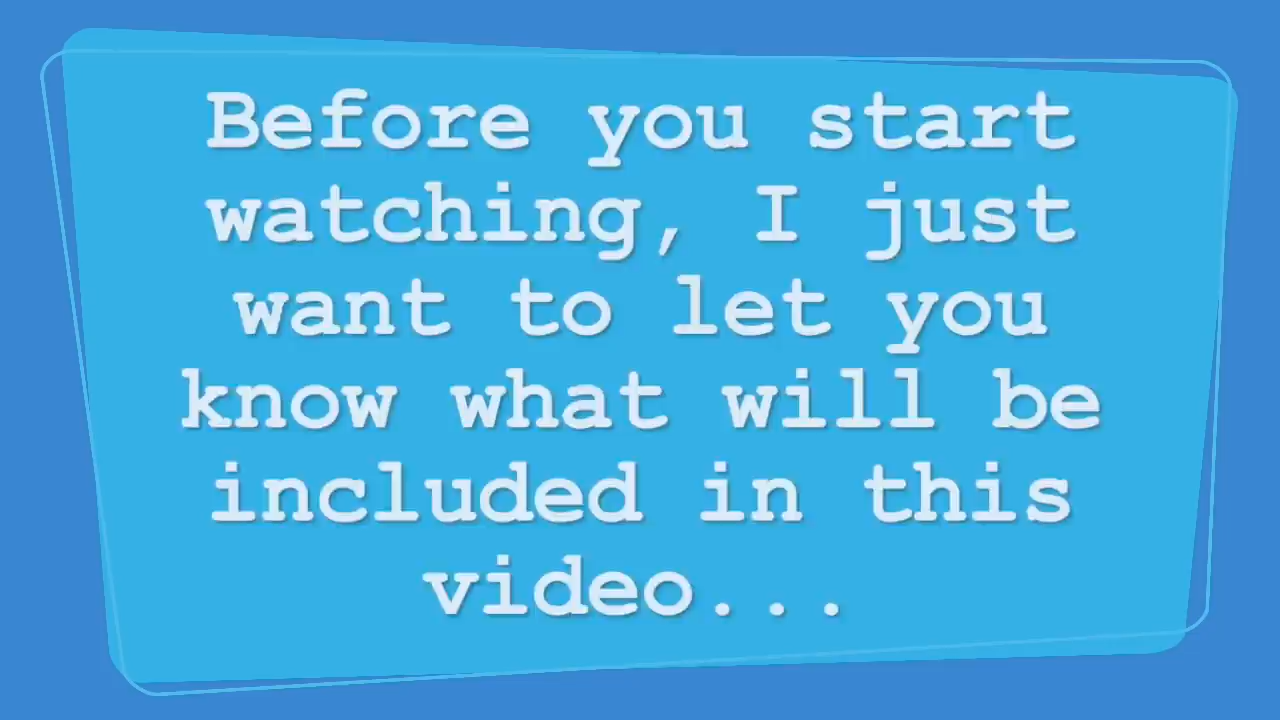 Before you start
watching, I just
want to let you
know what will be
included in this
video...